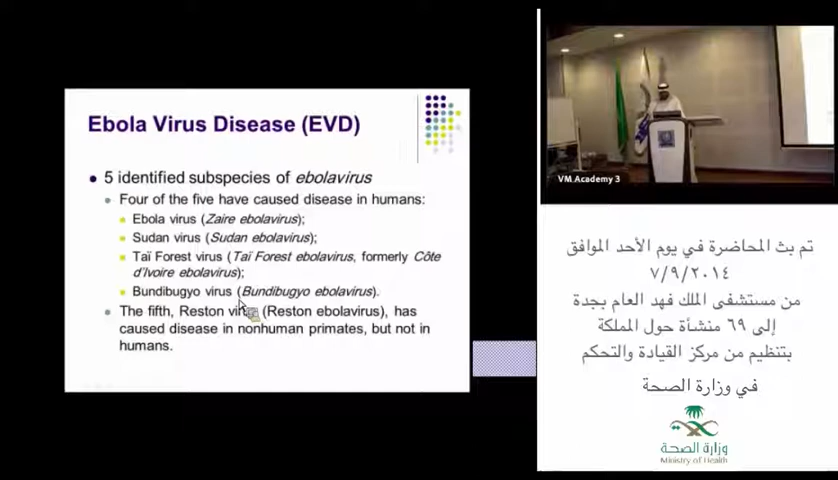 Ebola Virus Disease (EVD)
5 identified subspecies of ebolavirus
Four of the five have caused disease in humans:
Ebola virus (Zaire ebolavirus);
Sudan virus (Sudan ebolavirus);
Taï Forest virus (Taï Forest ebolavirus, formerly Côte
d'Ivoire ebolavirus);
Bundibugyo virus (Bundibugyo ebolavirus).
The fifth, Reston virus (Reston ebolavirus), has
caused disease in nonhuman primates, but not in
humans.
VM Academy 3
تم بث المحاضرة في يوم الأحد الموافق
٧/٩/٢٠١٤
من مستشفى الملك فهد العام بجدة
إلى ٦٩ منشأة حول المملكة
بتنظيم من مركز القيادة والتحكم
في وزارة الصحة
وزارة الصحة
Ministry of Health